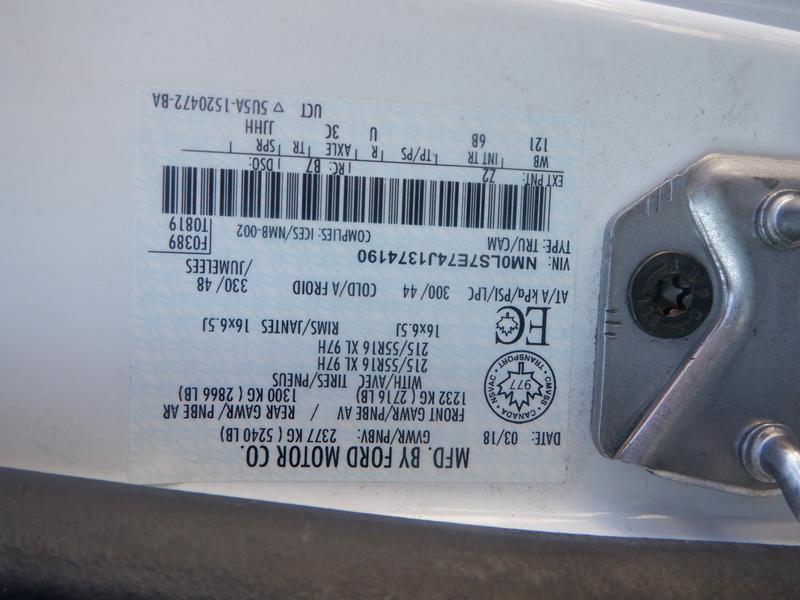 MFD. BY FORD MOTOR CO.
DATE: 03/18 GVWR/PNBV: 2377 KG ( 5240 LB)
FRONT GAWR/PNBE AV / REAR GAWR/PNBE AR
1232 KG ( 2716 LB) 1300 KG ( 2866 LB)
WITH/AVEC TIRES/PNEUS
215/55R16 XL 97H
215/55R16 XL 97H
16x6.5J RIMS/JANTES 16x6.5J
CMVSS - TRANSPORT - NSVAC - CANADA -
977
EC
AT/A kPa/PSI/LPC 300/ 44 COLD/A FROID 330/ 48
/JUMELEES
VIN: NM0LS7E74J1374190
TYPE: TRU/CAM
COMPLIES: ICES/NMB-002
F0389
T0819
EXT PNT: Z2 RC: B7 DSO:
WB INT TR TP/PS R AXLE TR SPR
121 6B U 3C JJHH
UCT ▽ 5U5A-1520472-BA